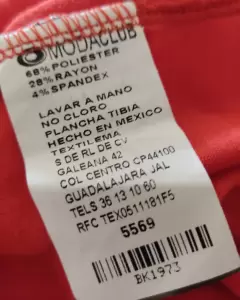 MODACLUB
68% POLIESTER
28% RAYON
4% SPANDEX
LAVAR A MANO
NO CLORO
PLANCHA TIBIA
HECHO EN MEXICO
TEXTILEMA
S DE RL DE CV
GALEANA 42
COL CENTRO CP44100
GUADALAJARA, JAL
TELS 36 13 10 60
RFC TEX0511181F5
5569
BK1973